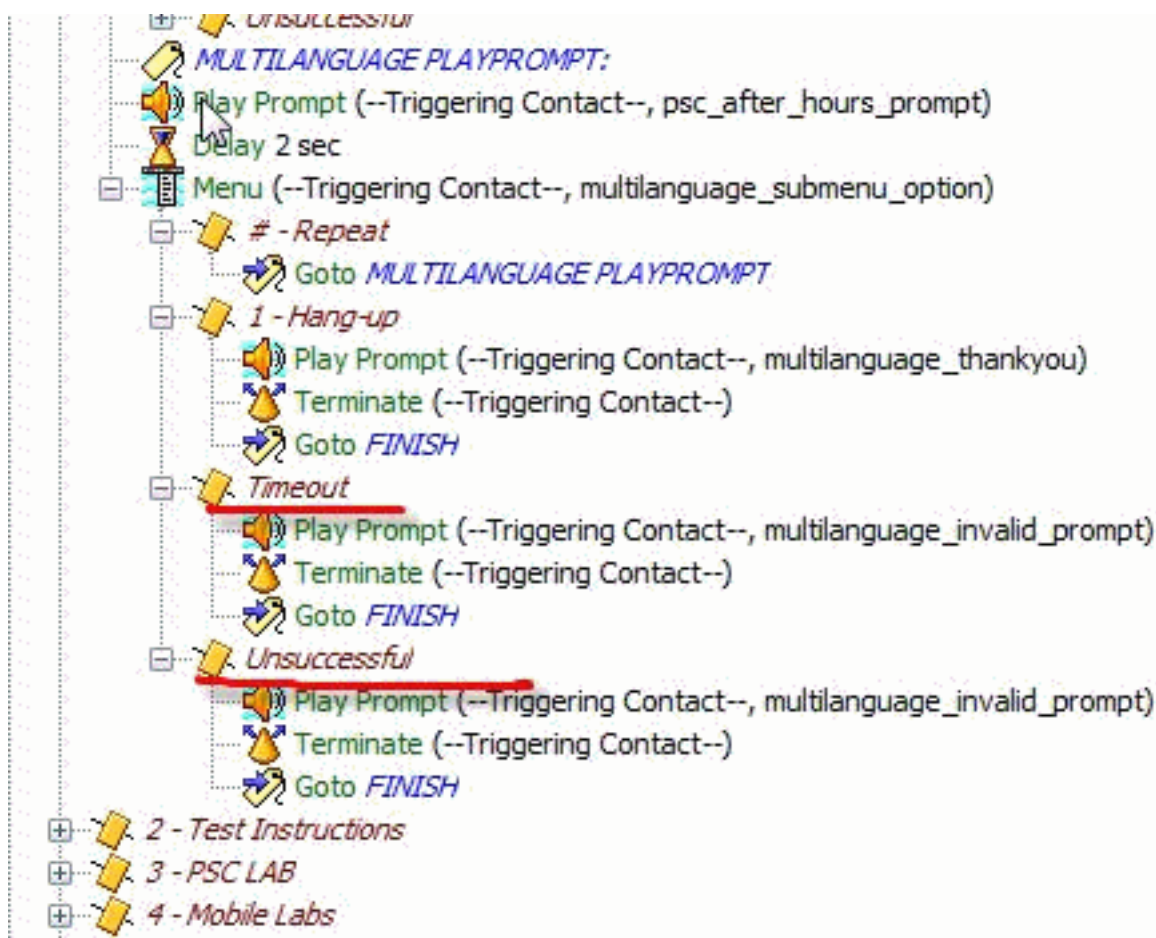 Unsuccessful
MULTILANGUAGE PLAYPROMPT:
Play Prompt (--Triggering Contact--, psc_after_hours_prompt)
Delay 2 sec
Menu (--Triggering Contact--, multilanguage_submenu_option)
# - Repeat
Goto MULTILANGUAGE PLAYPROMPT
1 - Hang-up
Play Prompt (--Triggering Contact--, multilanguage_thankyou)
Terminate (--Triggering Contact--)
Goto FINISH
Timeout
Play Prompt (--Triggering Contact--, multilanguage_invalid_prompt)
Terminate (--Triggering Contact--)
Goto FINISH
Unsuccessful
Play Prompt (--Triggering Contact--, multilanguage_invalid_prompt)
Terminate (--Triggering Contact--)
Goto FINISH
2 - Test Instructions
3 - PSC LAB
4 - Mobile Labs